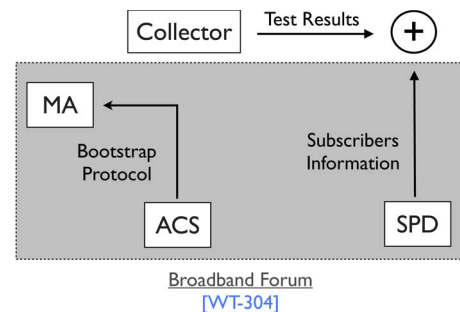 Collector
Test Results
+
MA
Bootstrap
Protocol
Subscribers
Information
ACS
SPD
Broadband Forum
[WT-304]